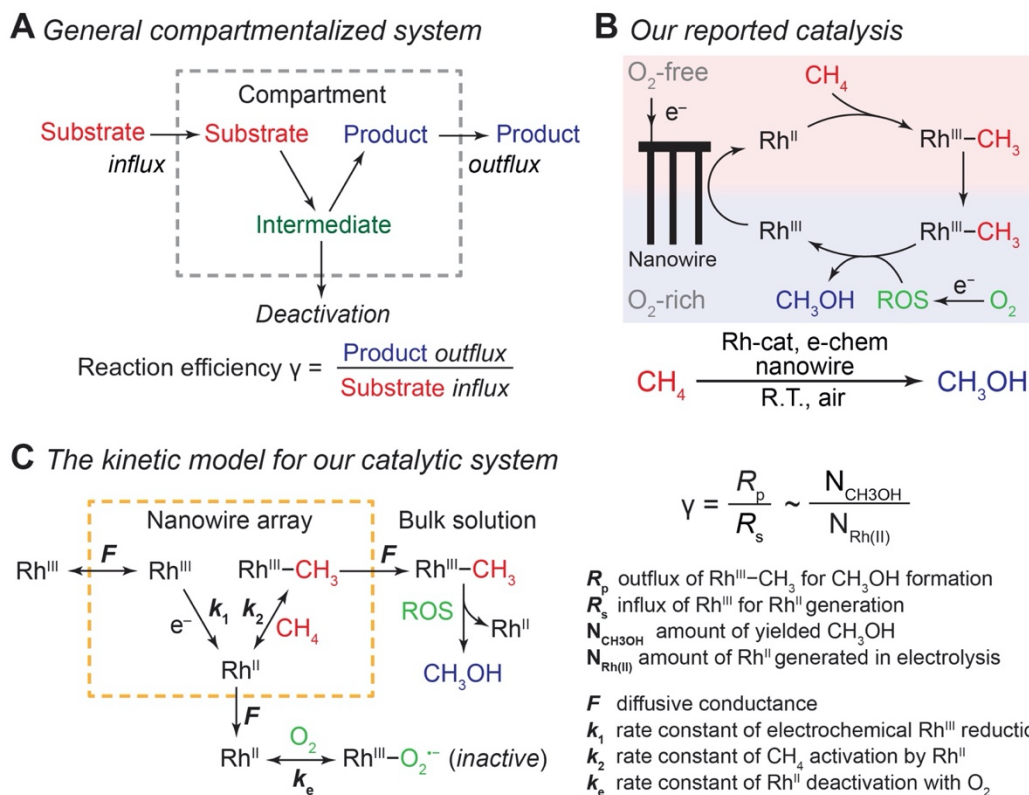 A General compartmentalized system
Compartment
Substrate
influx
Substrate
Product
Product
outflux
Intermediate
Deactivation
Reaction efficiency γ = Product outflux / Substrate influx
B Our reported catalysis
O₂-free
e⁻
CH₄
Rhᴵᴵ
Rhᴵᴵᴵ–CH₃
Rhᴵᴵᴵ
Rhᴵᴵᴵ–CH₃
Nanowire
O₂-rich
CH₃OH
ROS
e⁻
O₂
Rh-cat, e-chem
nanowire
CH₄
CH₃OH
R.T., air
C The kinetic model for our catalytic system
Nanowire array
Bulk solution
Rhᴵᴵᴵ
F
Rhᴵᴵᴵ
Rhᴵᴵᴵ–CH₃
F
Rhᴵᴵᴵ–CH₃
e⁻
k₁
k₂
CH₄
ROS
Rhᴵᴵ
Rhᴵᴵ
CH₃OH
F
Rhᴵᴵ
O₂
kₑ
Rhᴵᴵᴵ–O₂•⁻ (inactive)
γ = Rₚ / Rₛ ~ N_CH3OH / N_Rh(II)
Rₚ outflux of Rhᴵᴵᴵ–CH₃ for CH₃OH formation
Rₛ influx of Rhᴵᴵᴵ for Rhᴵᴵ generation
N_CH3OH amount of yielded CH₃OH
N_Rh(II) amount of Rhᴵᴵ generated in electrolysis
F diffusive conductance
k₁ rate constant of electrochemical Rhᴵᴵᴵ reductio
k₂ rate constant of CH₄ activation by Rhᴵᴵ
kₑ rate constant of Rhᴵᴵ deactivation with O₂